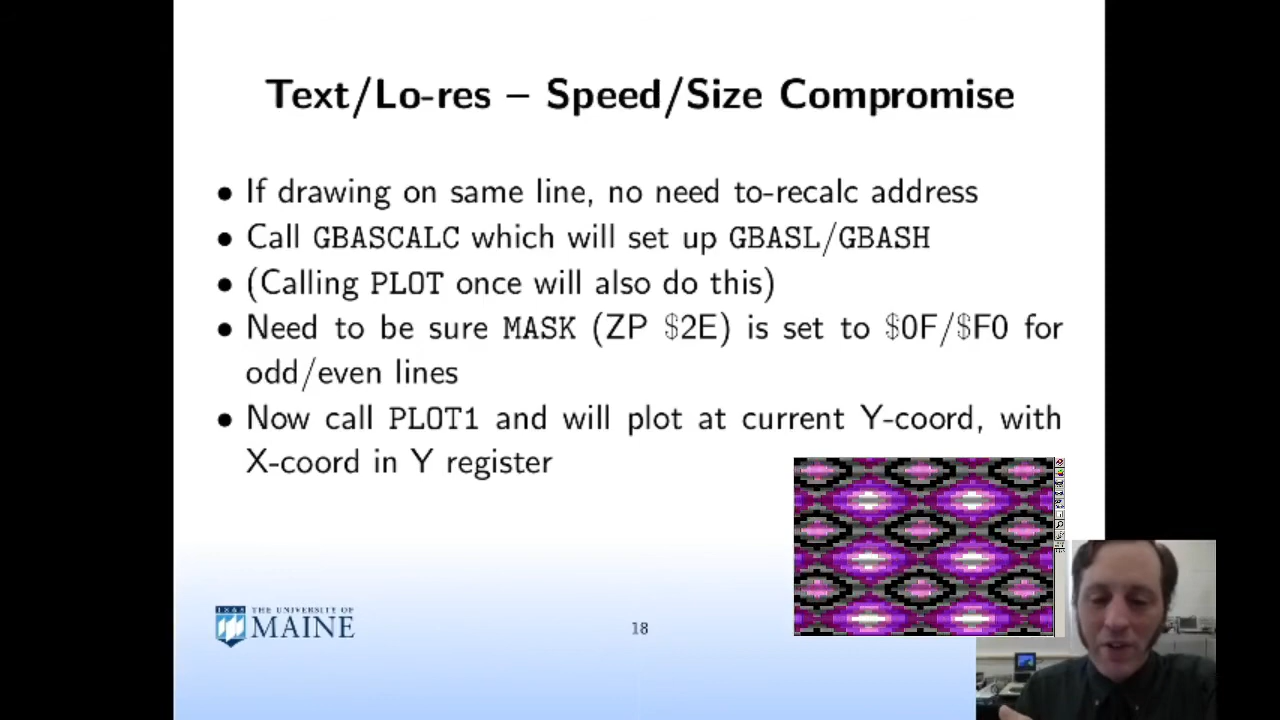 Text/Lo-res – Speed/Size Compromise
• If drawing on same line, no need to-recalc address
• Call GBASCALC which will set up GBASL/GBASH
• (Calling PLOT once will also do this)
• Need to be sure MASK (ZP $2E) is set to $0F/$F0 for
odd/even lines
• Now call PLOT1 and will plot at current Y-coord, with
X-coord in Y register
1865
THE UNIVERSITY OF
MAINE
18